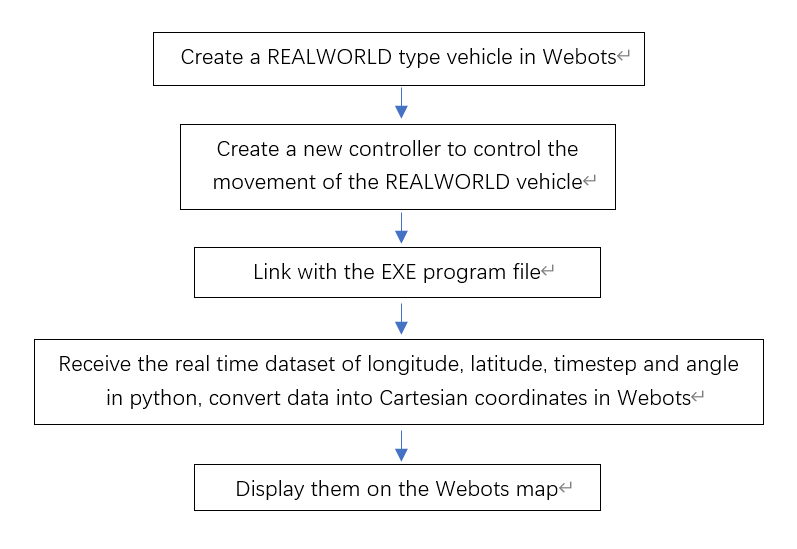 Create a REALWORLD type vehicle in Webots↵
Create a new controller to control the
movement of the REALWORLD vehicle↵
Link with the EXE program file↵
Receive the real time dataset of longitude, latitude, timestep and angle
in python, convert data into Cartesian coordinates in Webots↵
Display them on the Webots map↵